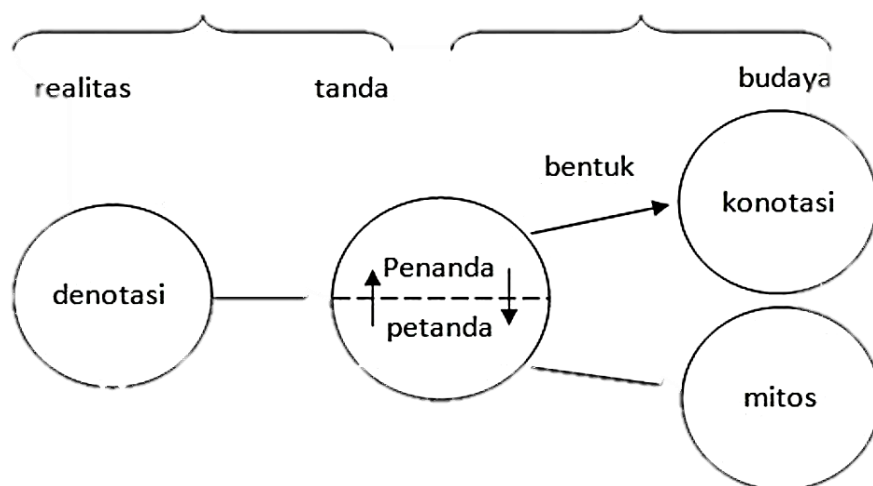 realitas
tanda
budaya
bentuk
konotasi
denotasi
Penanda
petanda
mitos